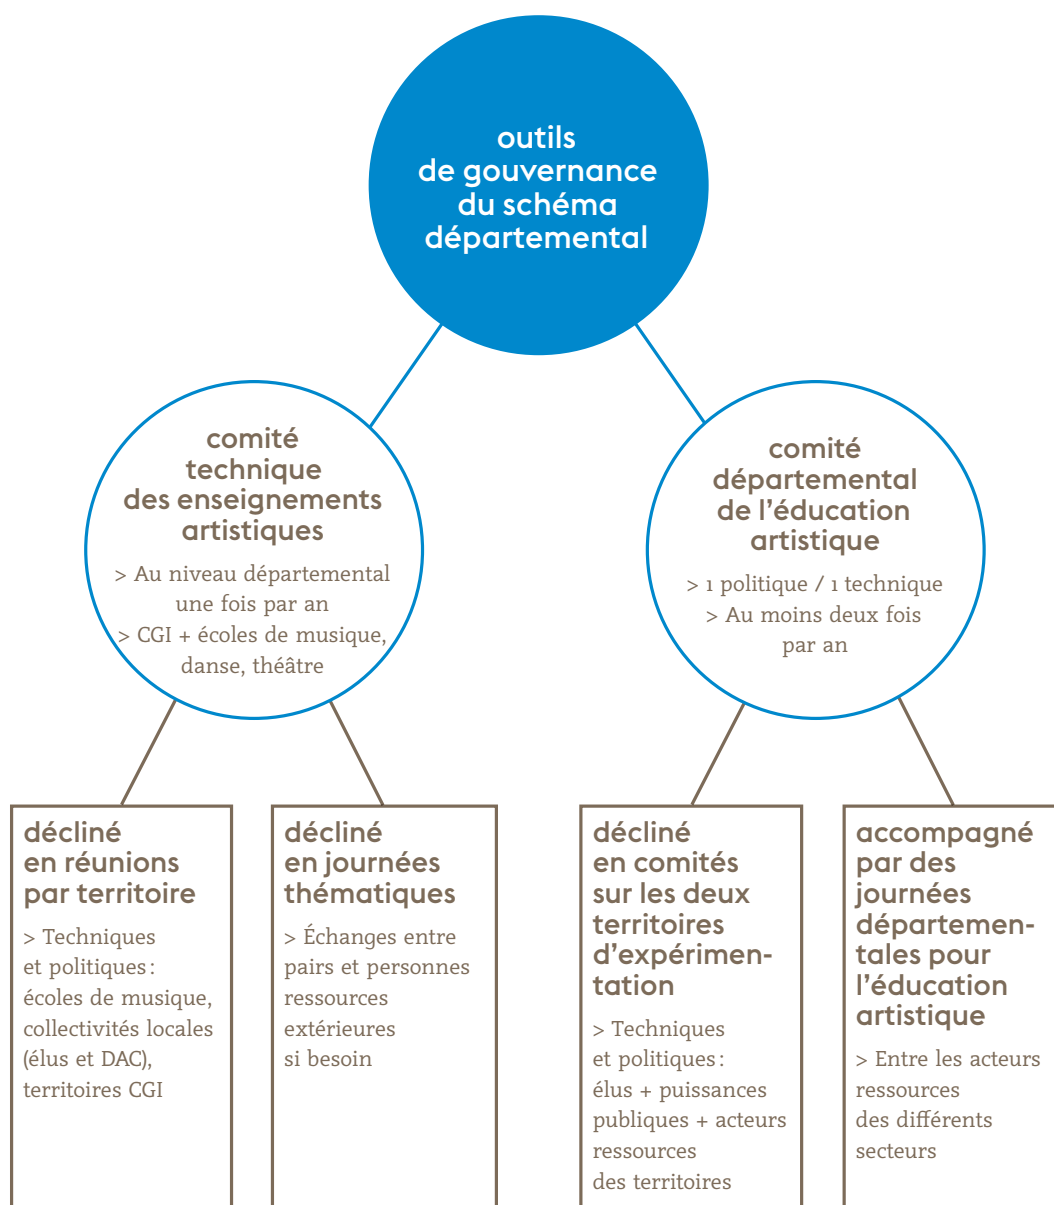 outils
de gouvernance
du schéma
départemental
comité
technique
des enseignements
artistiques
> Au niveau départemental
une fois par an
> CGI + écoles de musique,
danse, théâtre
comité
départemental
de l’éducation
artistique
> 1 politique / 1 technique
> Au moins deux fois
par an
décliné
en réunions
par territoire
> Techniques
et politiques :
écoles de musique,
collectivités locales
(élus et DAC),
territoires CGI
décliné
en journées
thématiques
> Échanges entre
pairs et personnes
ressources
extérieures
si besoin
décliné
en comités
sur les deux
territoires
d’expérimen-
tation
> Techniques
et politiques :
élus + puissances
publiques + acteurs
ressources
des territoires
accompagné
par des
journées
départemen-
tales pour
l’éducation
artistique
> Entre les acteurs
ressources
des différents
secteurs